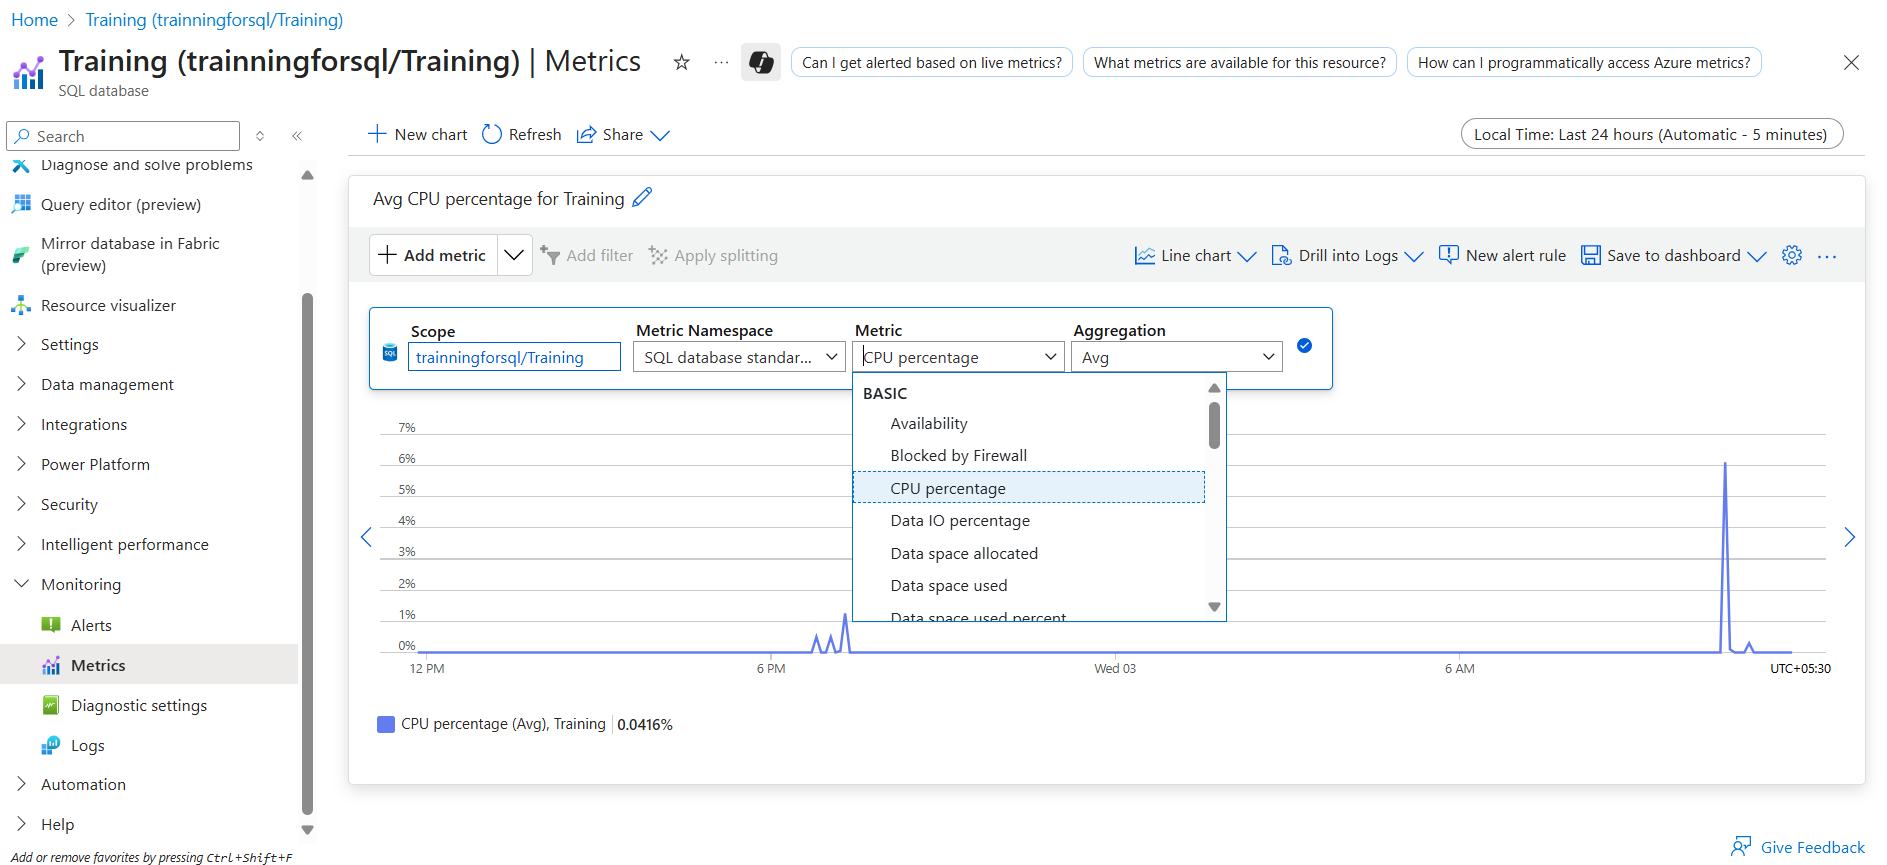 Home > Training (trainningforsql/Training)
Training (trainningforsql/Training) | Metrics
SQL database
Can I get alerted based on live metrics?
What metrics are available for this resource?
How can I programmatically access Azure metrics?
Search
Diagnose and solve problems
Query editor (preview)
Mirror database in Fabric
(preview)
Resource visualizer
Settings
Data management
Integrations
Power Platform
Security
Intelligent performance
Monitoring
Alerts
Metrics
Diagnostic settings
Logs
Automation
Help
Add or remove favorites by pressing Ctrl+Shift+F
New chart
Refresh
Share
Local Time: Last 24 hours (Automatic - 5 minutes)
Avg CPU percentage for Training
Add metric
Add filter
Apply splitting
Line chart
Drill into Logs
New alert rule
Save to dashboard
Scope
trainningforsql/Training
Metric Namespace
SQL database standar...
Metric
CPU percentage
Aggregation
Avg
BASIC
Availability
Blocked by Firewall
CPU percentage
Data IO percentage
Data space allocated
Data space used
Data space used percent
7%
6%
5%
4%
3%
2%
1%
0%
12 PM
6 PM
Wed 03
6 AM
UTC+05:30
CPU percentage (Avg), Training
0.0416%
Give Feedback